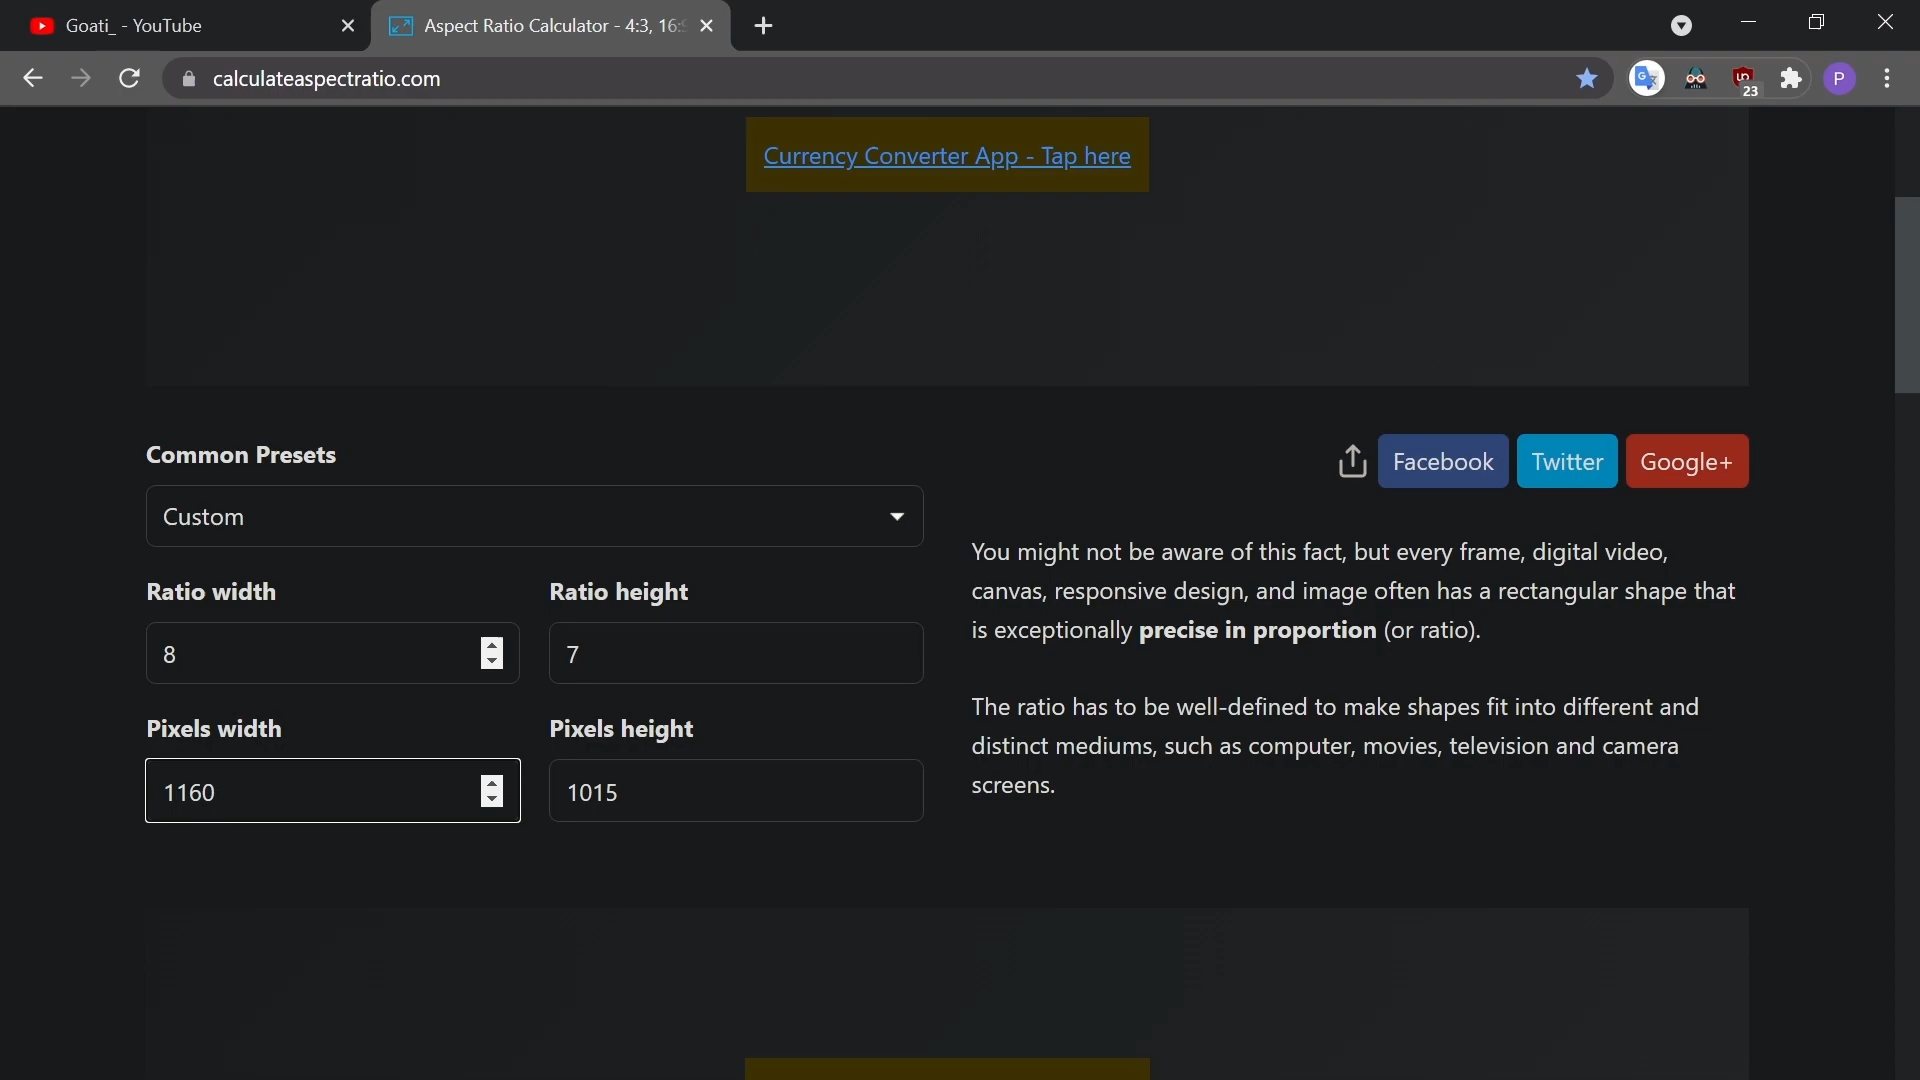 Goati_ - YouTube
Aspect Ratio Calculator - 4:3, 16:9
calculateaspectratio.com
23
P
Currency Converter App - Tap here
Common Presets
Facebook
Twitter
Google+
Custom
You might not be aware of this fact, but every frame, digital video,
canvas, responsive design, and image often has a rectangular shape that
is exceptionally precise in proportion (or ratio).
Ratio width
Ratio height
8
7
The ratio has to be well-defined to make shapes fit into different and
distinct mediums, such as computer, movies, television and camera
screens.
Pixels width
Pixels height
1160
1015